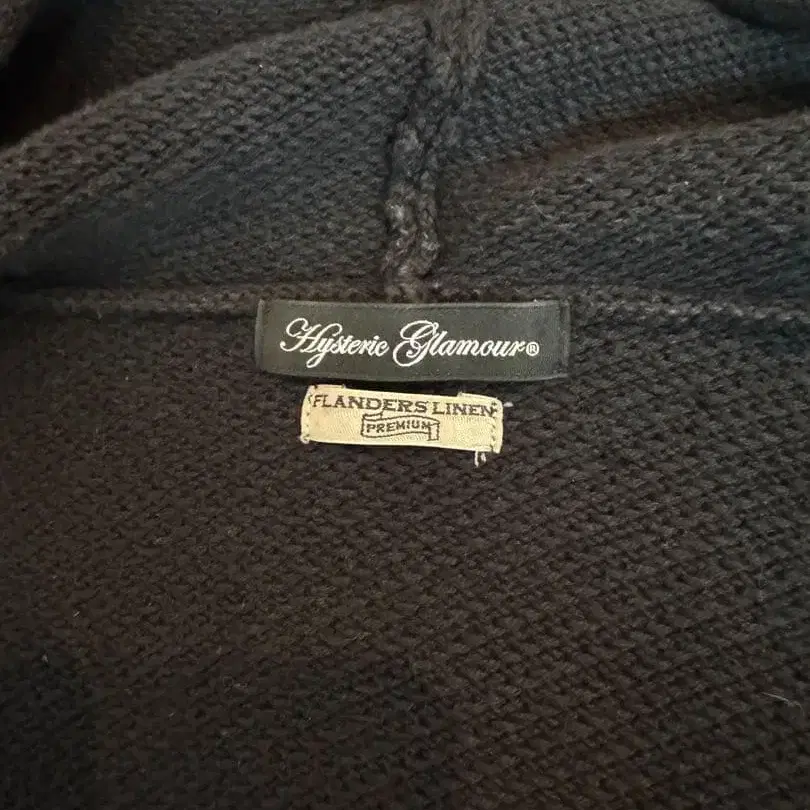 Hysteric Glamour®
FLANDERS LINEN
PREMIUM